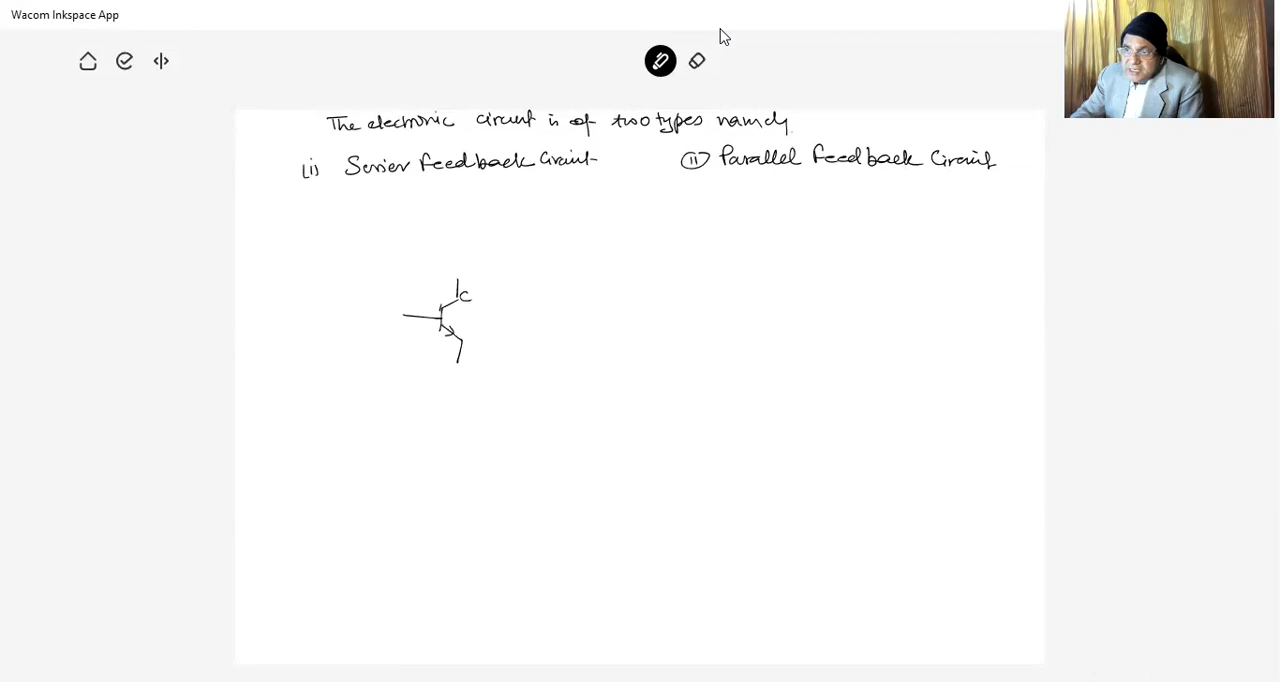 Wacom Inkspace App
The electronic circuit is of two types namely
(i) Series feedback Circuit (ii) Parallel feedback Circuit
C